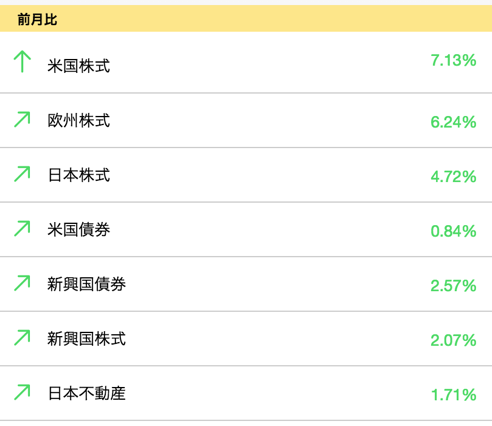 前月比
米国株式 7.13%
欧州株式 6.24%
日本株式 4.72%
米国債券 0.84%
新興国債券 2.57%
新興国株式 2.07%
日本不動産 1.71%